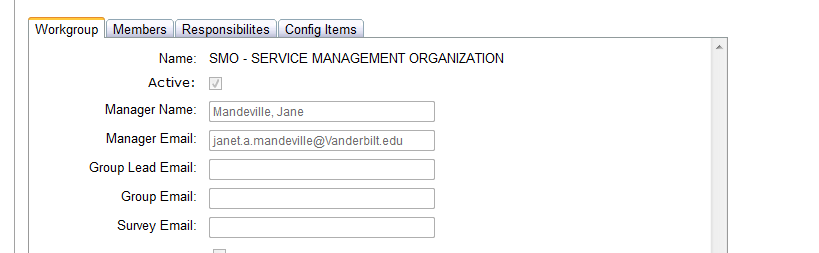 Workgroup Members Responsibilites Config Items
Name: SMO - SERVICE MANAGEMENT ORGANIZATION
Active:
Manager Name: Mandeville, Jane
Manager Email: janet.a.mandeville@Vanderbilt.edu
Group Lead Email:
Group Email:
Survey Email: